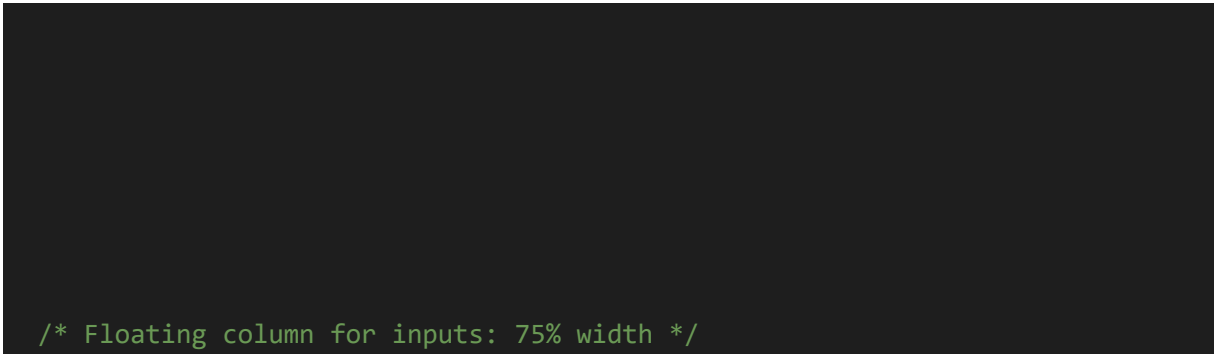 /* Floating column for inputs: 75% width */